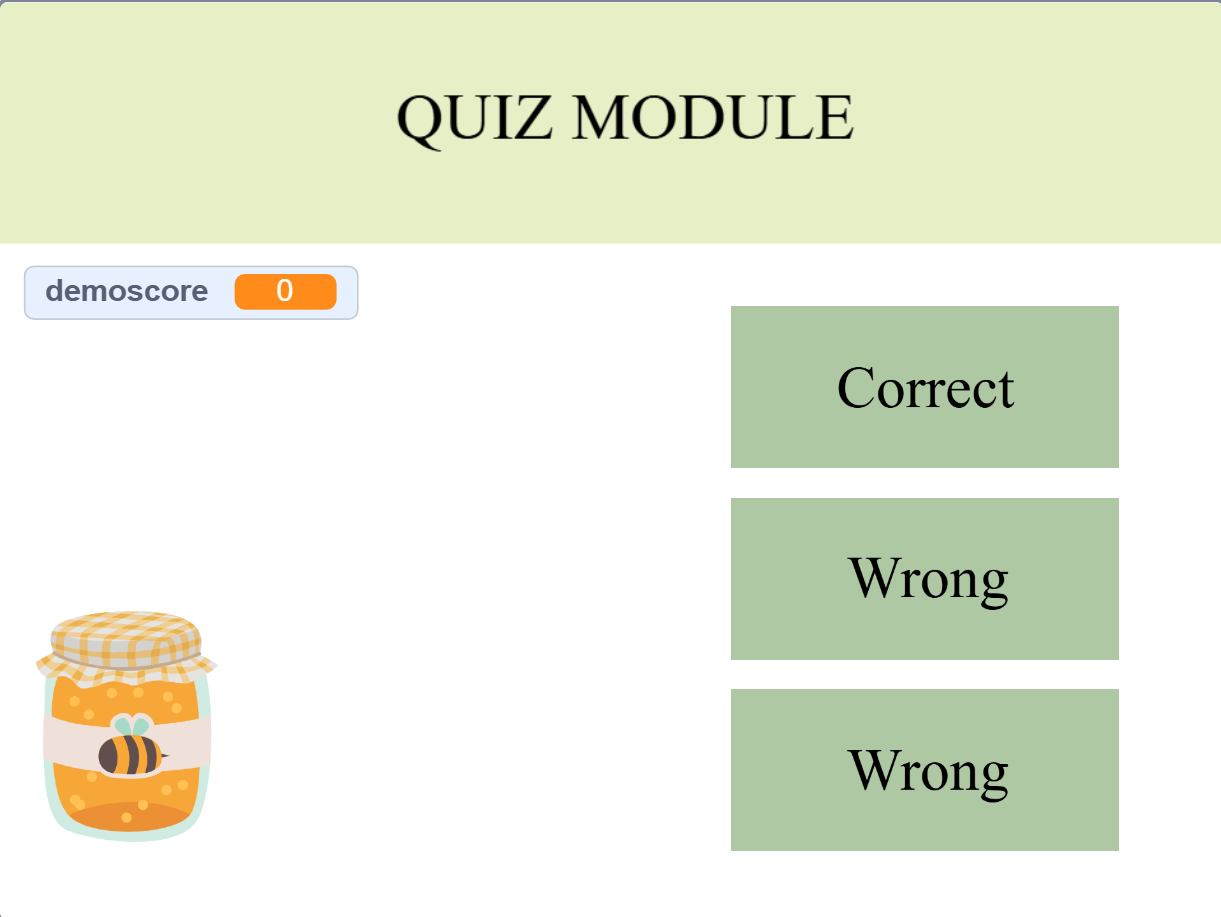 QUIZ MODULE
demoscore 0
Correct
Wrong
Wrong